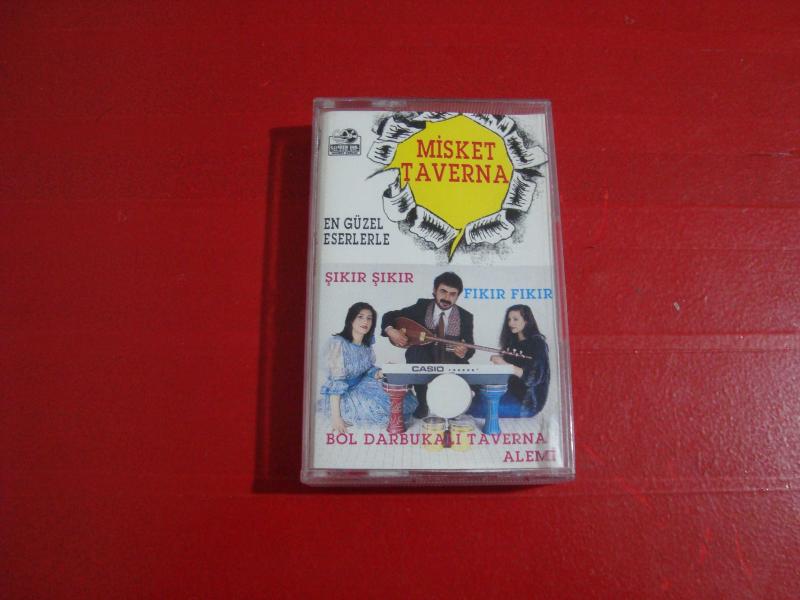 MİSKET
TAVERNA
EN GÜZEL
ESERLERLE
ŞIKIR ŞIKIR
FIKIR FIKIR
CASIO
BOL DARBUKALI TAVERNA
ALEMİ